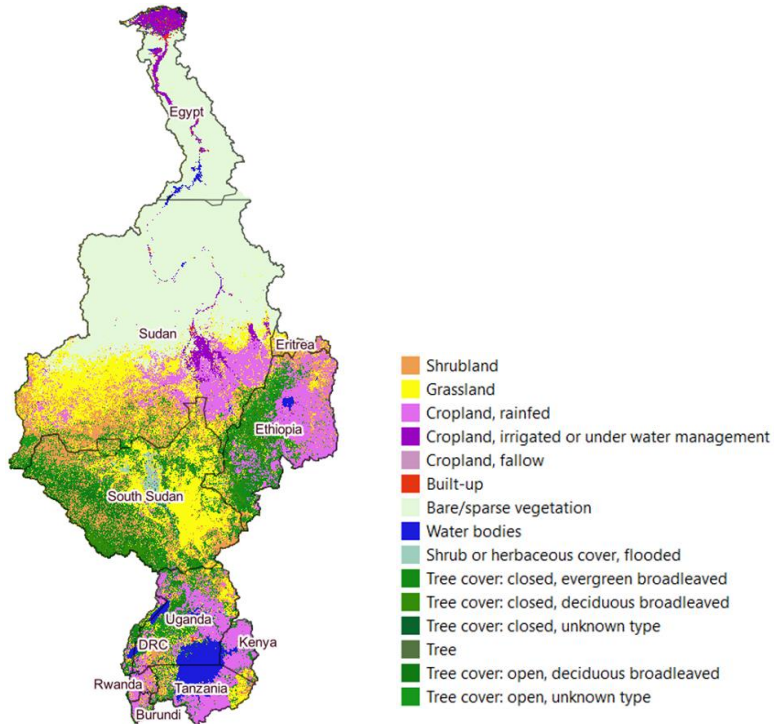 Egypt
Sudan
Eritrea
Ethiopia
South Sudan
Uganda
DRC
Kenya
Rwanda
Tanzania
Burundi
Shrubland
Grassland
Cropland, rainfed
Cropland, irrigated or under water management
Cropland, fallow
Built-up
Bare/sparse vegetation
Water bodies
Shrub or herbaceous cover, flooded
Tree cover: closed, evergreen broadleaved
Tree cover: closed, deciduous broadleaved
Tree cover: closed, unknown type
Tree
Tree cover: open, deciduous broadleaved
Tree cover: open, unknown type